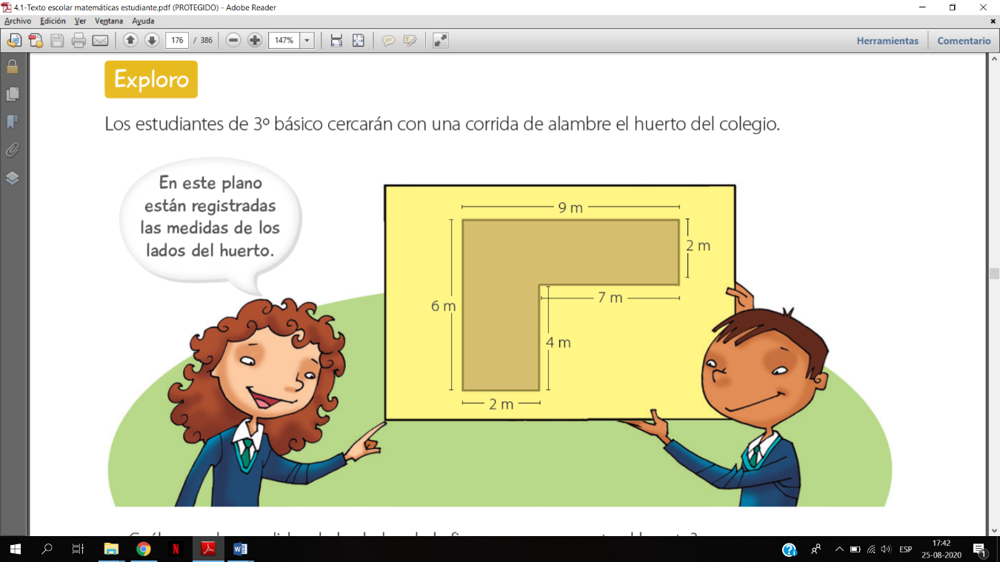 4.1-Texto escolar matemáticas estudiante.pdf (PROTEGIDO) - Adobe Reader
Archivo Edición Ver Ventana Ayuda
176 / 386 147% Herramientas Comentario
Exploro
Los estudiantes de 3º básico cercarán con una corrida de alambre el huerto del colegio.
En este plano
están registradas
las medidas de los
lados del huerto.
9 m
2 m
7 m
6 m
4 m
2 m
17:42
ESP
25-08-2020
1